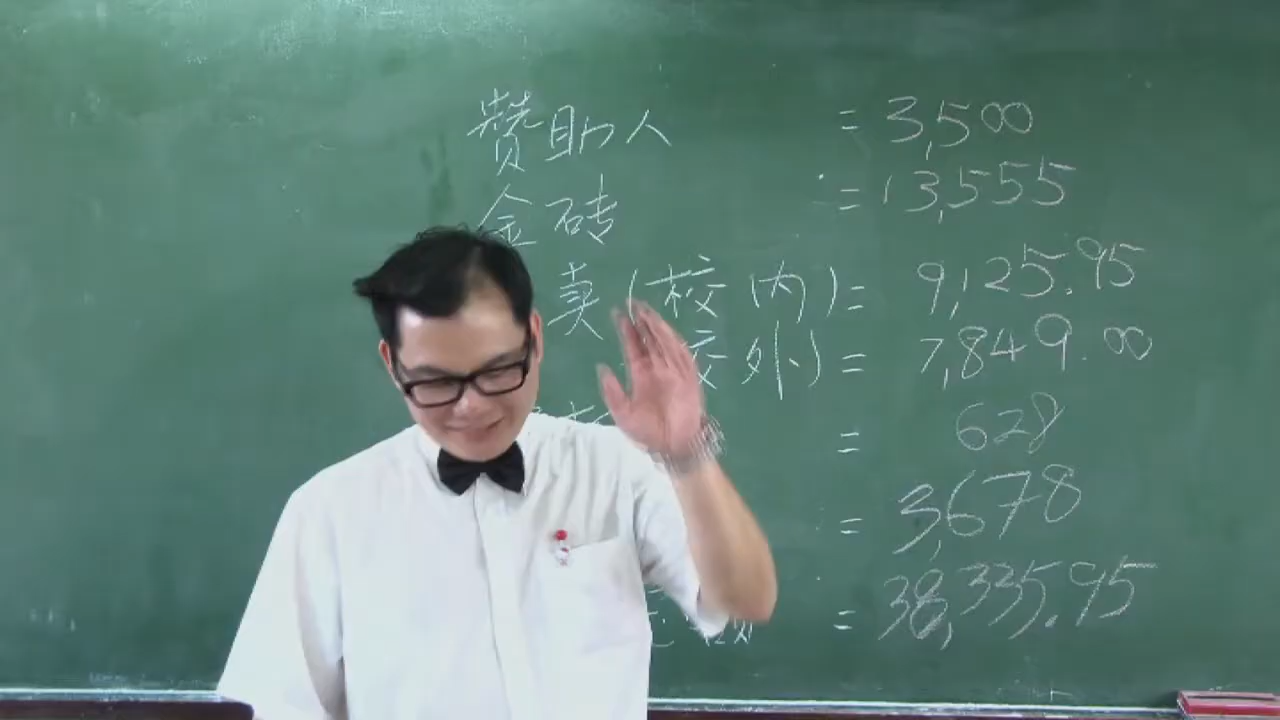 赞助人 = 3,500
金砖 = 13,555
卖(校内) = 9,125.95
校外) = 7,849.00
= 628
= 3,678
= 38,335.95